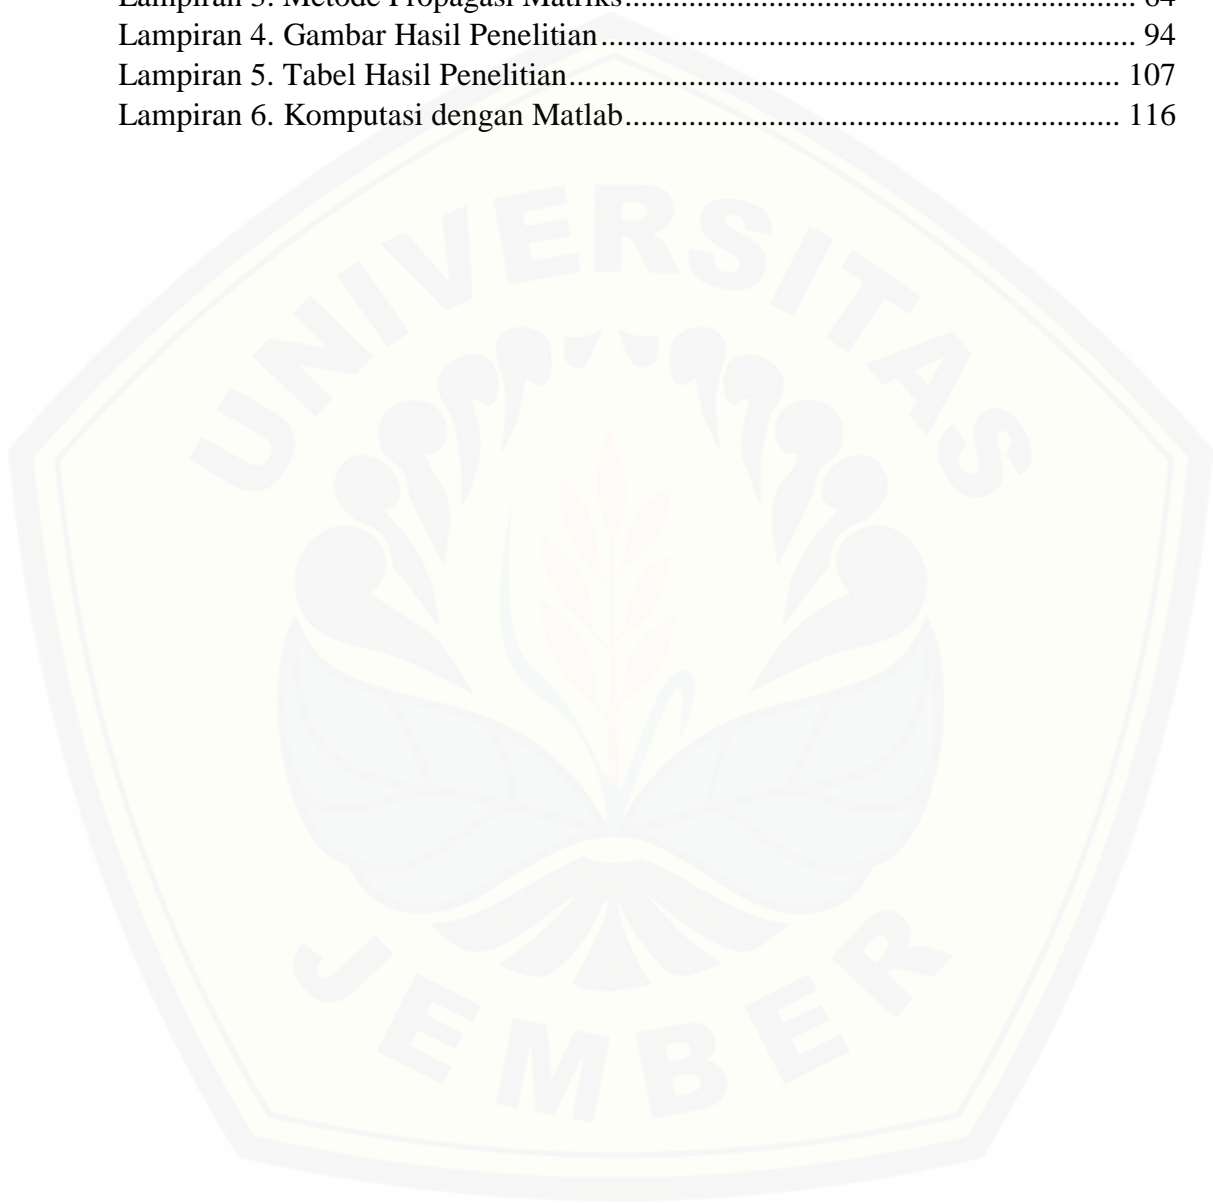 Lampiran 3. Metode Propagasi Matriks........................................................ 64
Lampiran 4. Gambar Hasil Penelitian........................................................ 94
Lampiran 5. Tabel Hasil Penelitian........................................................ 107
Lampiran 6. Komputasi dengan Matlab.................................................... 116
UNIVERSITAS
JEMBER